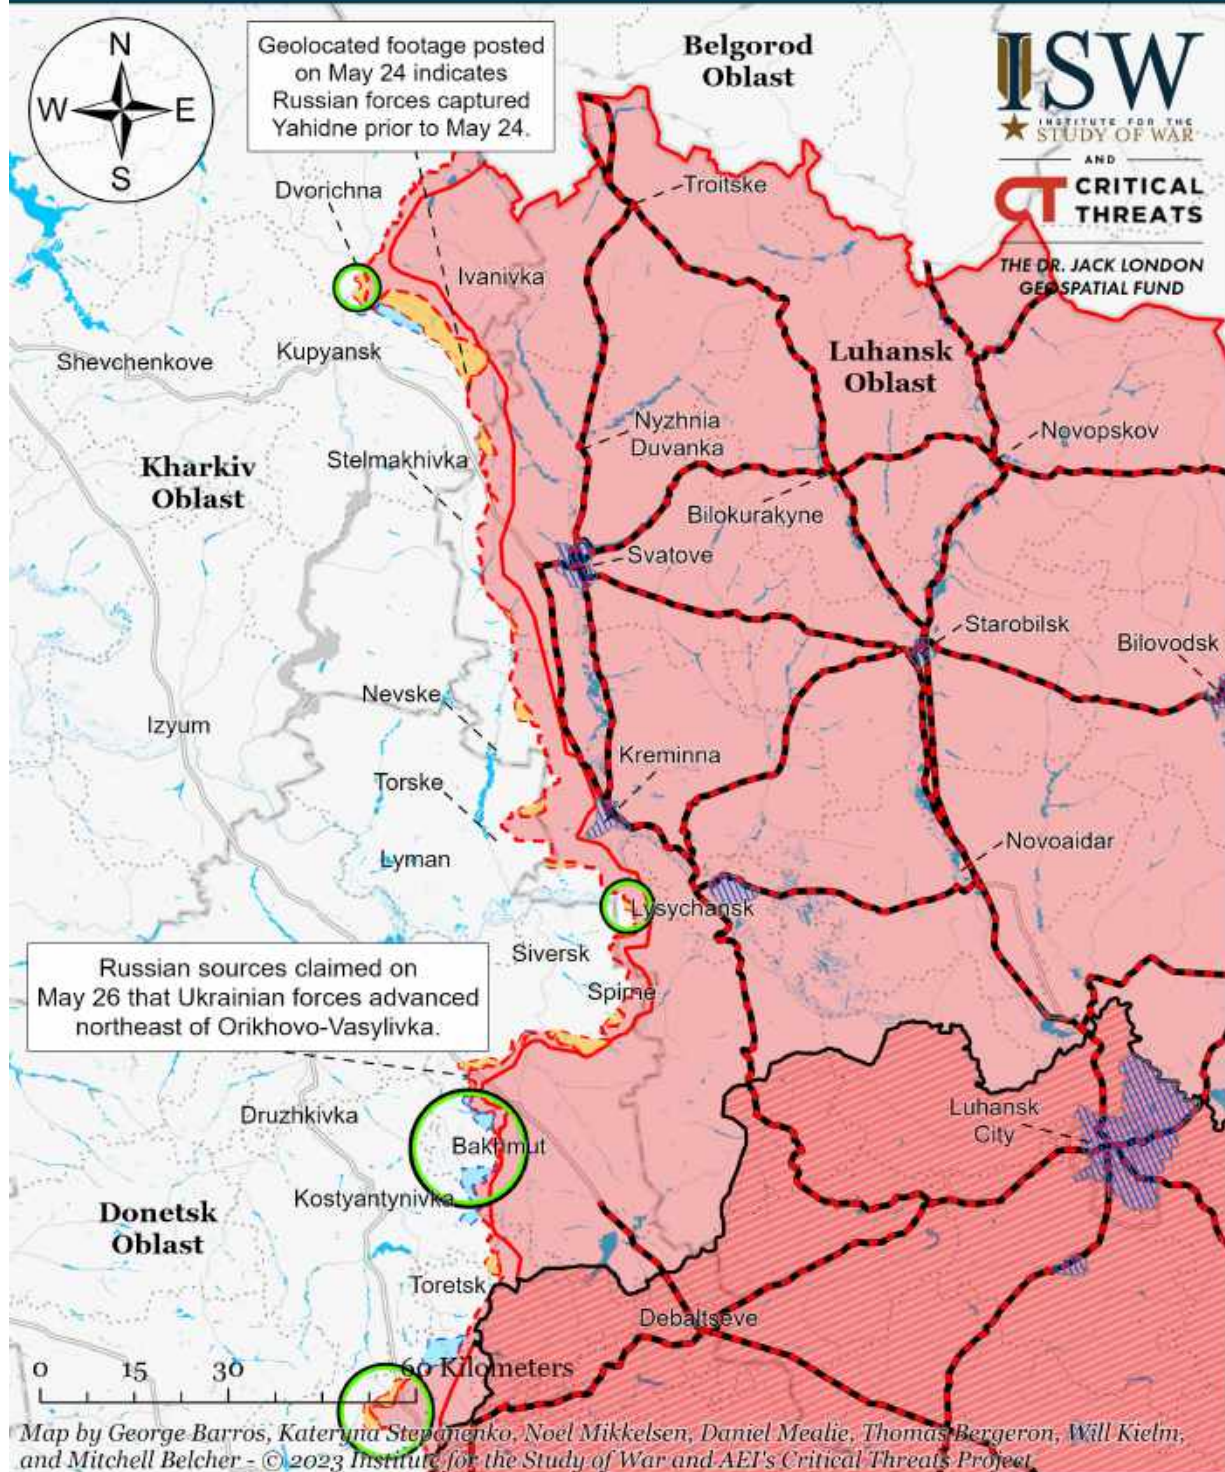 N
W
E
S
Geolocated footage posted
on May 24 indicates
Russian forces captured
Yahidne prior to May 24.
Belgorod
Oblast
ISW
INSTITUTE FOR THE
STUDY OF WAR
AND
CT
CRITICAL
THREATS
THE DR. JACK LONDON
GEOSPATIAL FUND
Dvorichna
Troitske
Ivanivka
Shevchenkove
Kupyansk
Luhansk
Oblast
Nyzhnia
Duvanka
Novopskov
Kharkiv
Oblast
Stelmakhivka
Bilokurakyne
Svatove
Starobilsk
Bilovodsk
Nevske
Izyum
Kreminna
Torske
Lyman
Novoaidar
Lysychansk
Siversk
Spirne
Russian sources claimed on
May 26 that Ukrainian forces advanced
northeast of Orikhovo-Vasylivka.
Druzhkivka
Bakhmut
Luhansk
City
Kostyantynivka
Donetsk
Oblast
Toretsk
Debaltseve
0 15 30 60 Kilometers
Map by George Barros, Kateryna Stepanenko, Noel Mikkelsen, Daniel Mealie, Thomas Bergeron, Will Kielm,
and Mitchell Belcher - © 2023 Institute for the Study of War and AEI's Critical Threats Project